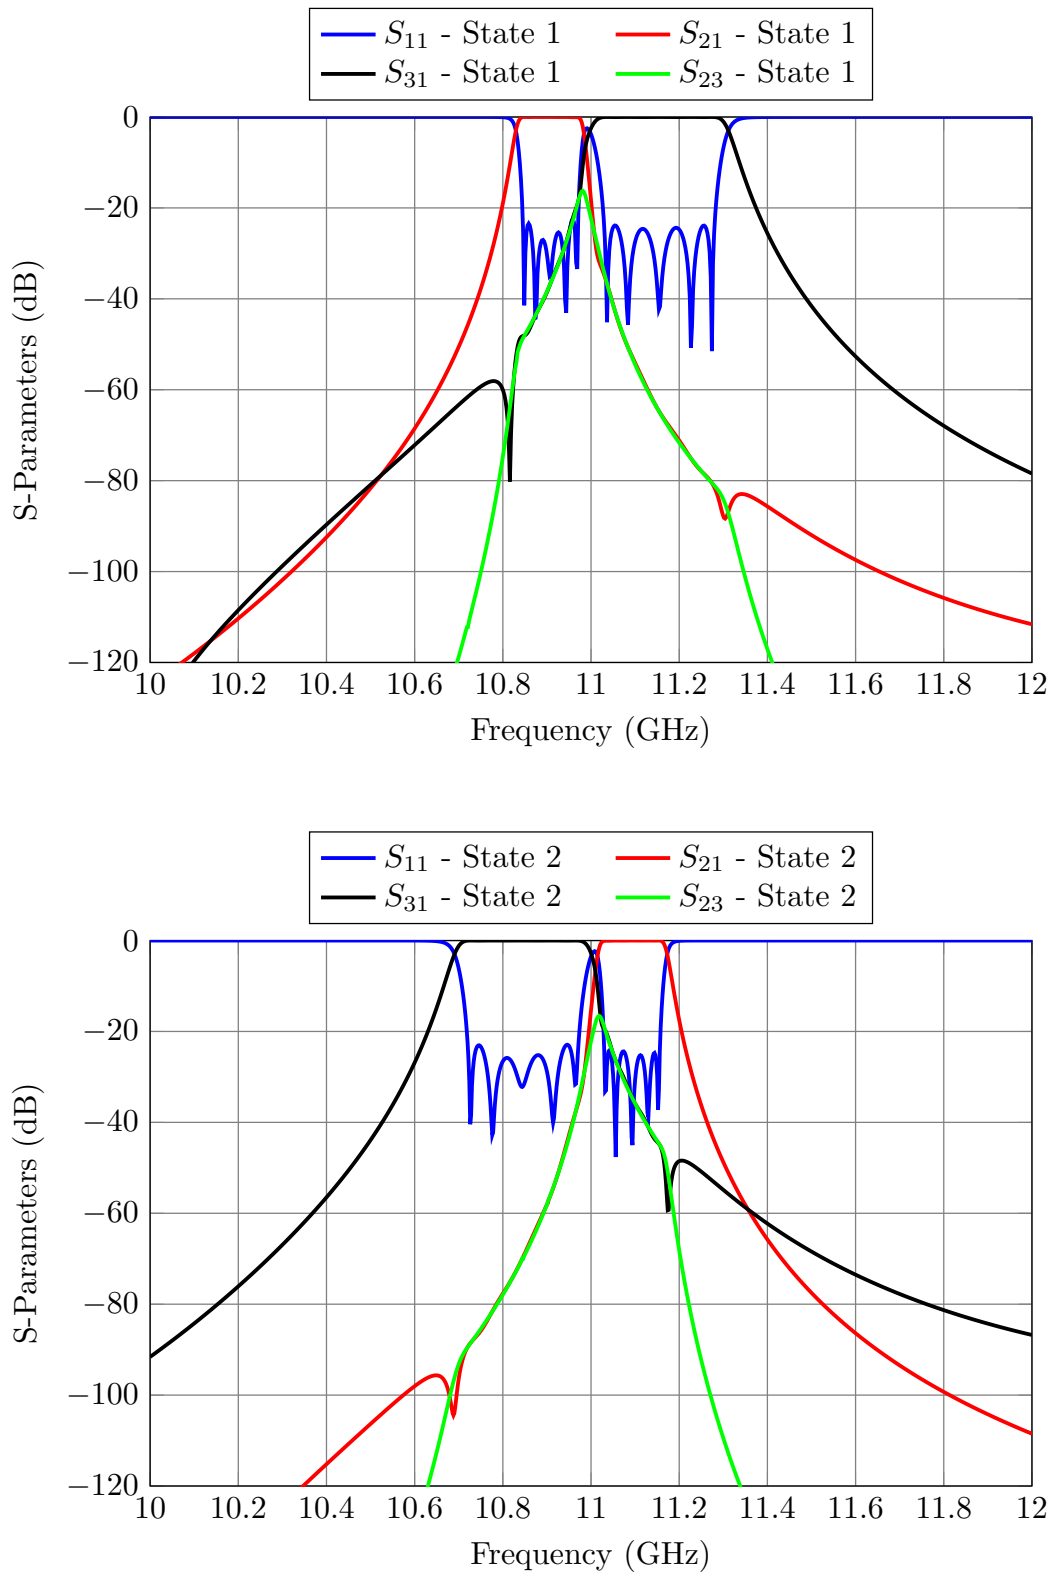 S11 - State 1 S21 - State 1
S31 - State 1 S23 - State 1
0
−20
−40
−60
−80
−100
−120
S-Parameters (dB)
10 10.2 10.4 10.6 10.8 11 11.2 11.4 11.6 11.8 12
Frequency (GHz)
S11 - State 2 S21 - State 2
S31 - State 2 S23 - State 2
0
−20
−40
−60
−80
−100
−120
S-Parameters (dB)
10 10.2 10.4 10.6 10.8 11 11.2 11.4 11.6 11.8 12
Frequency (GHz)